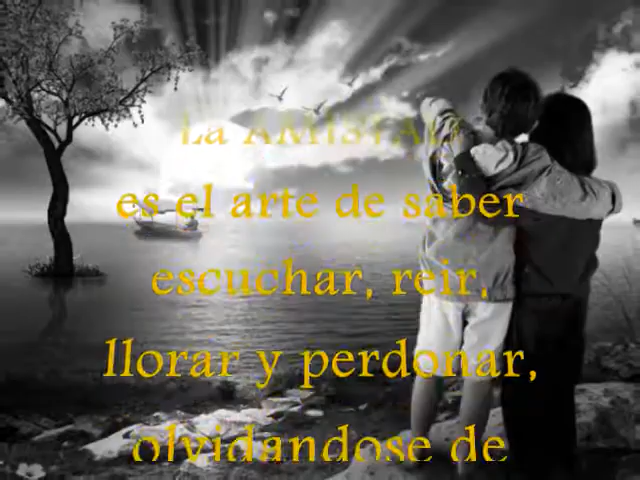 La AMISTAD
es el arte de saber
escuchar, reir,
llorar y perdonar,
olvidandose de